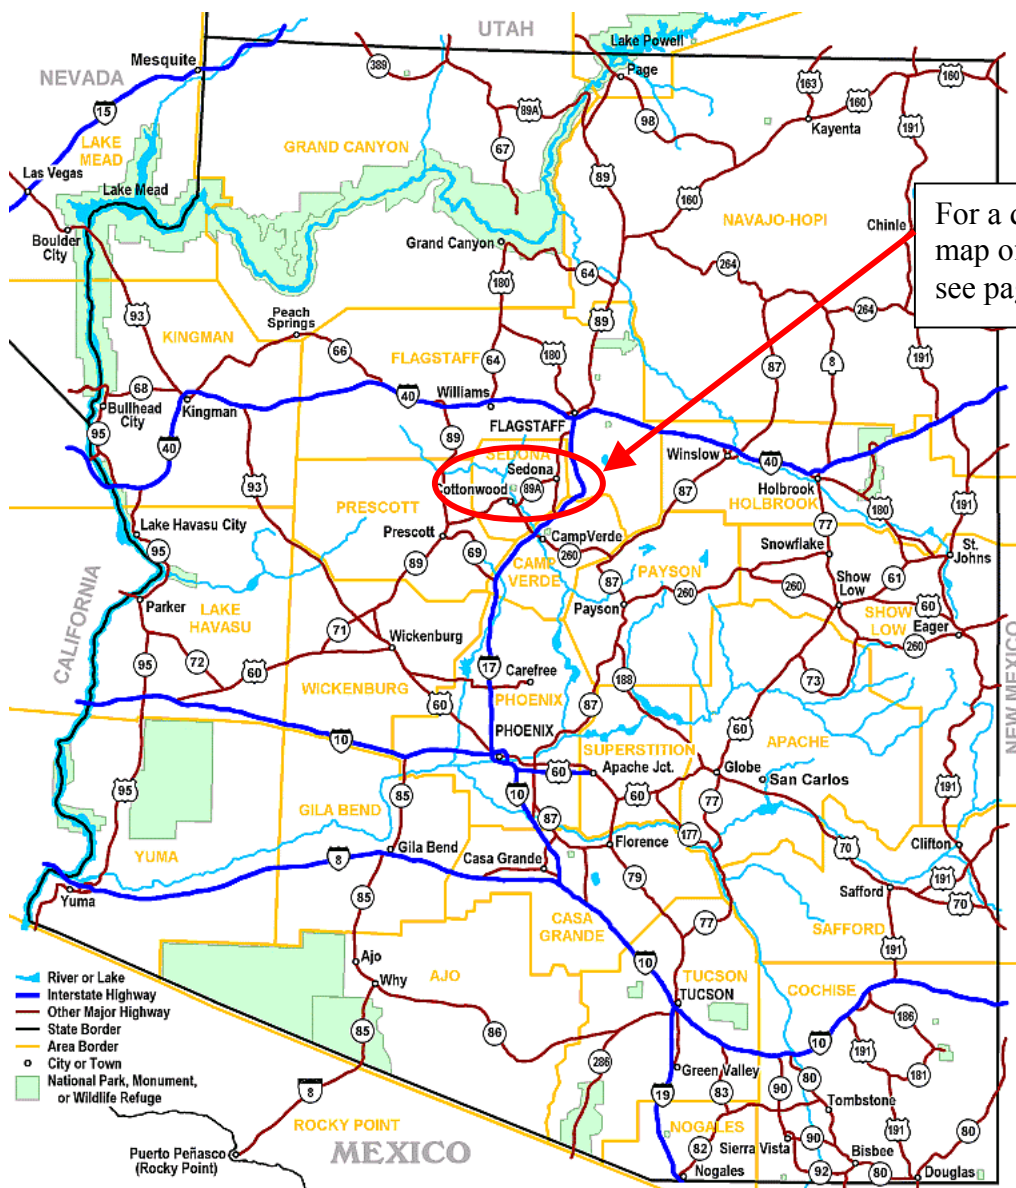 UTAH
Lake Powell
Mesquite
389
Page
NEVADA
163
160
160
15
89A
98
Kayenta
191
LAKE
MEAD
GRAND CANYON
67
Las Vegas
89
Lake Mead
160
NAVAJO-HOPI
Chinle
For a
map
see
Boulder
City
Grand Canyon
264
64
180
93
264
Peach
Springs
89
KINGMAN
66
FLAGSTAFF
180
191
64
87
8
68
Williams
40
Bullhead
City
Kingman
FLAGSTAFF
95
40
89
SEDONA
Sedona
Winslow
40
93
Cottonwood
89A
87
Holbrook
HOLBROOK
180
191
PRESCOTT
77
Lake Havasu City
Prescott
CampVerde
Snowflake
St.
Johns
95
69
260
CAMP
VERDE
89
87
PAYSON
260
Show
Low
61
Parker
Payson
260
60
LAKE
HAVASU
SHOW
LOW
CALIFORNIA
71
Wickenburg
Eager
260
95
72
60
17
Carefree
188
73
NEW MEXICO
WICKENBURG
PHOENIX
60
87
PHOENIX
60
10
SUPERSTITION
APACHE
60
Apache Jct.
Globe
San Carlos
95
85
10
60
77
191
GILA BEND
87
177
YUMA
8
Gila Bend
Florence
70
Clifton
Casa Grande
79
191
Yuma
85
Safford
70
CASA
GRANDE
77
SAFFORD
191
10
Ajo
AJO
TUCSON
COCHISE
Why
TUCSON
River or Lake
Interstate Highway
Other Major Highway
State Border
Area Border
City or Town
National Park, Monument,
or Wildlife Refuge
85
86
186
10
191
286
181
Green Valley
80
8
19
83
90
Tombstone
ROCKY POINT
NOGALES
191
80
MEXICO
82
Sierra Vista
90
Bisbee
Puerto Peñasco
(Rocky Point)
Nogales
92
80
Douglas